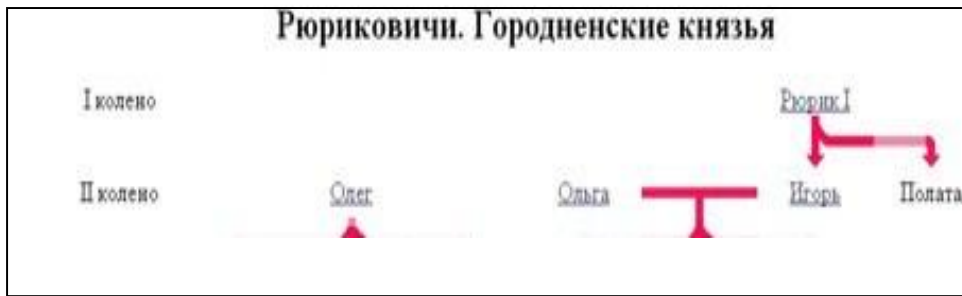 Рюриковичи. Городненские князья
I колено Рюрик I
II колено Олег Ольга Игорь Полата